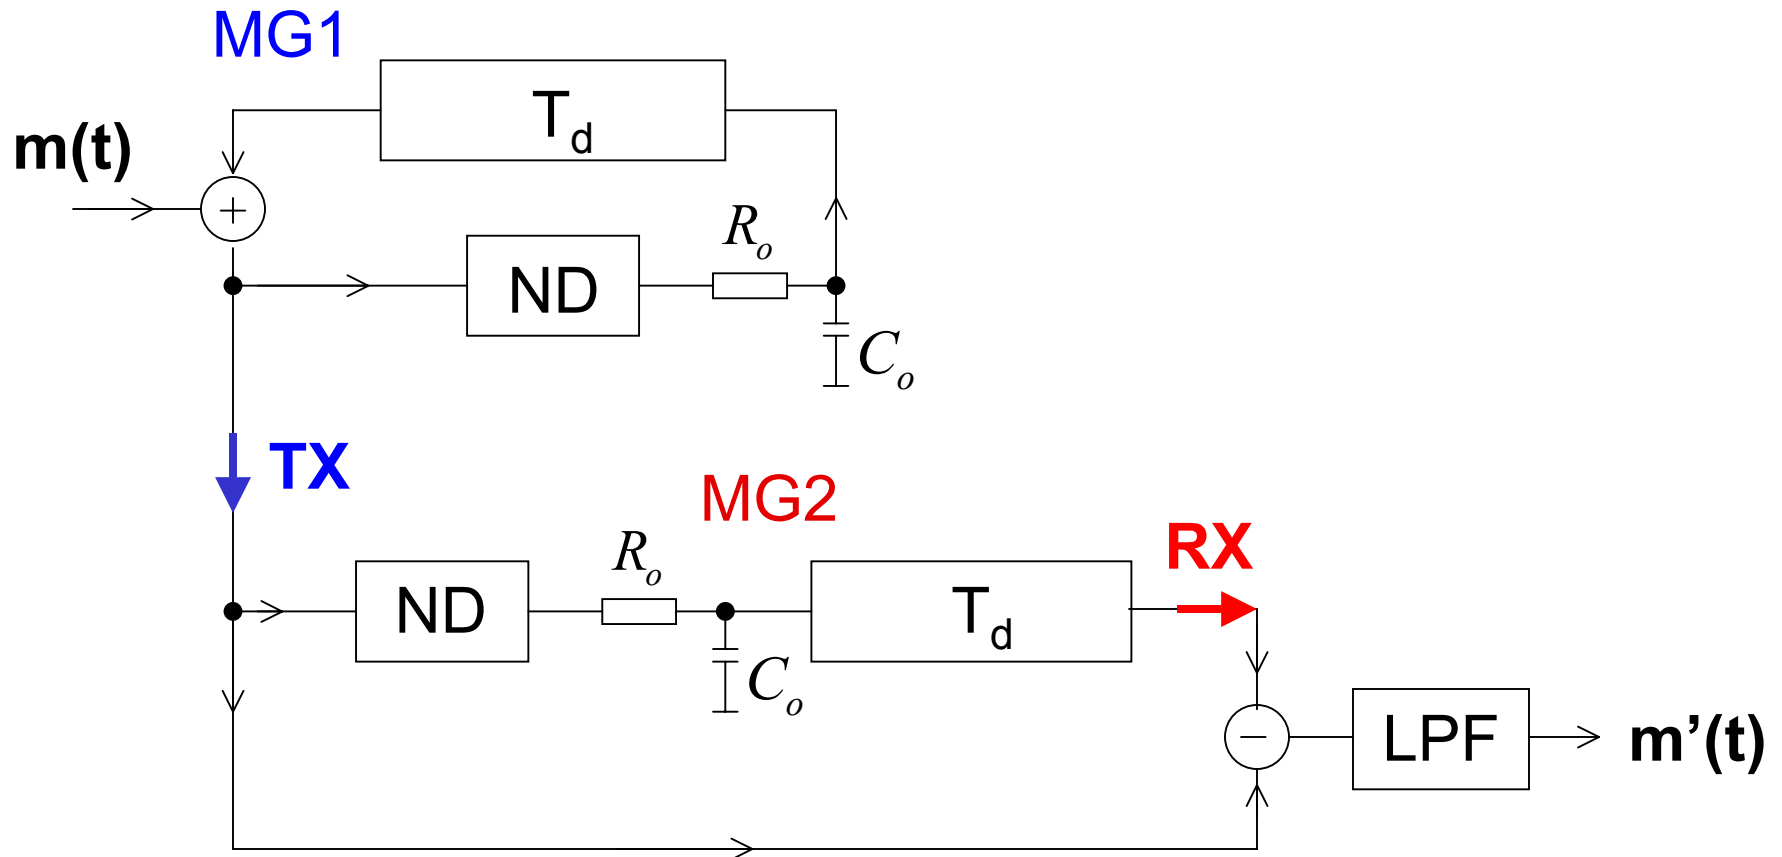 MG1
T_d
m(t)
+
R_o
ND
C_o
TX
MG2
RX
R_o
ND
T_d
C_o
−
LPF
m’(t)